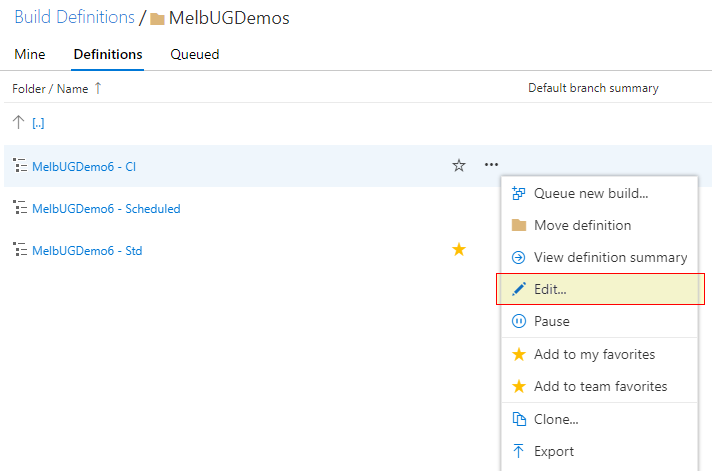 Build Definitions / MelbUGDemos
Mine Definitions Queued
Folder / Name ↑ Default branch summary
[..]
MelbUGDemo6 - CI ...
MelbUGDemo6 - Scheduled
MelbUGDemo6 - Std
Queue new build...
Move definition
View definition summary
Edit...
Pause
Add to my favorites
Add to team favorites
Clone...
Export